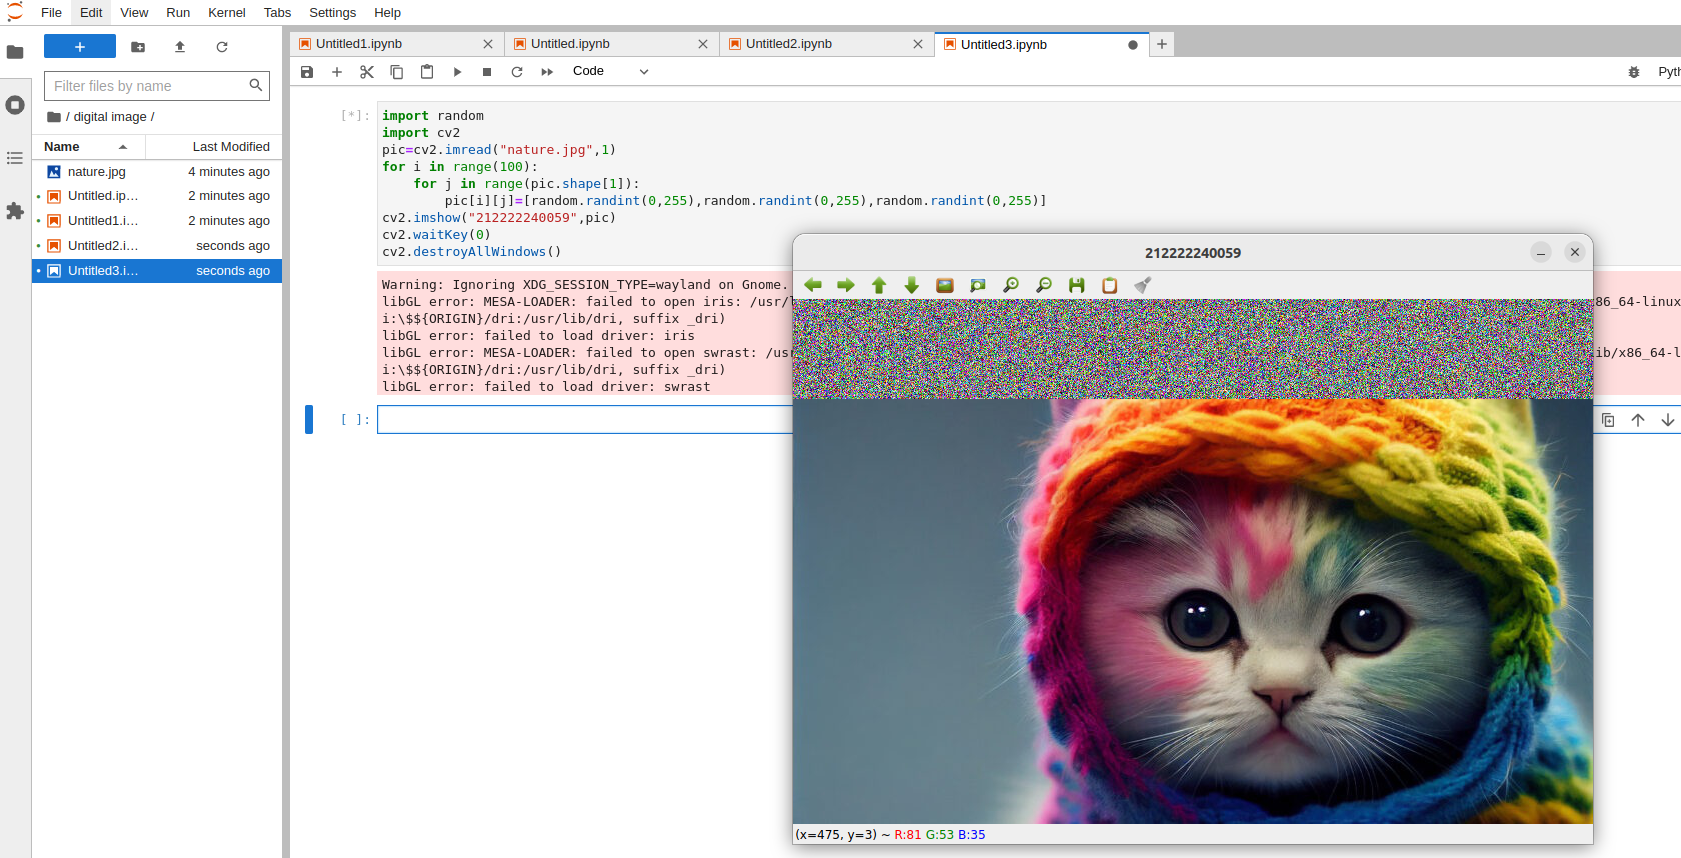 File Edit View Run Kernel Tabs Settings Help
Filter files by name
/ digital image /
Name Last Modified
nature.jpg 4 minutes ago
Untitled.ip… 2 minutes ago
Untitled1.i… 2 minutes ago
Untitled2.i… seconds ago
Untitled3.i… seconds ago
Untitled1.ipynb Untitled.ipynb Untitled2.ipynb Untitled3.ipynb
Code
[*]:
import random
import cv2
pic=cv2.imread("nature.jpg",1)
for i in range(100):
    for j in range(pic.shape[1]):
        pic[i][j]=[random.randint(0,255),random.randint(0,255),random.randint(0,255)]
cv2.imshow("212222240059",pic)
cv2.waitKey(0)
cv2.destroyAllWindows()
Warning: Ignoring XDG_SESSION_TYPE=wayland on Gnome.
libGL error: MESA-LOADER: failed to open iris: /usr/ 86_64-linux
i:\$${ORIGIN}/dri:/usr/lib/dri, suffix _dri)
libGL error: failed to load driver: iris
libGL error: MESA-LOADER: failed to open swrast: /us ib/x86_64-l
i:\$${ORIGIN}/dri:/usr/lib/dri, suffix _dri)
libGL error: failed to load driver: swrast
[ ]:
212222240059
(x=475, y=3) ~ R:81 G:53 B:35